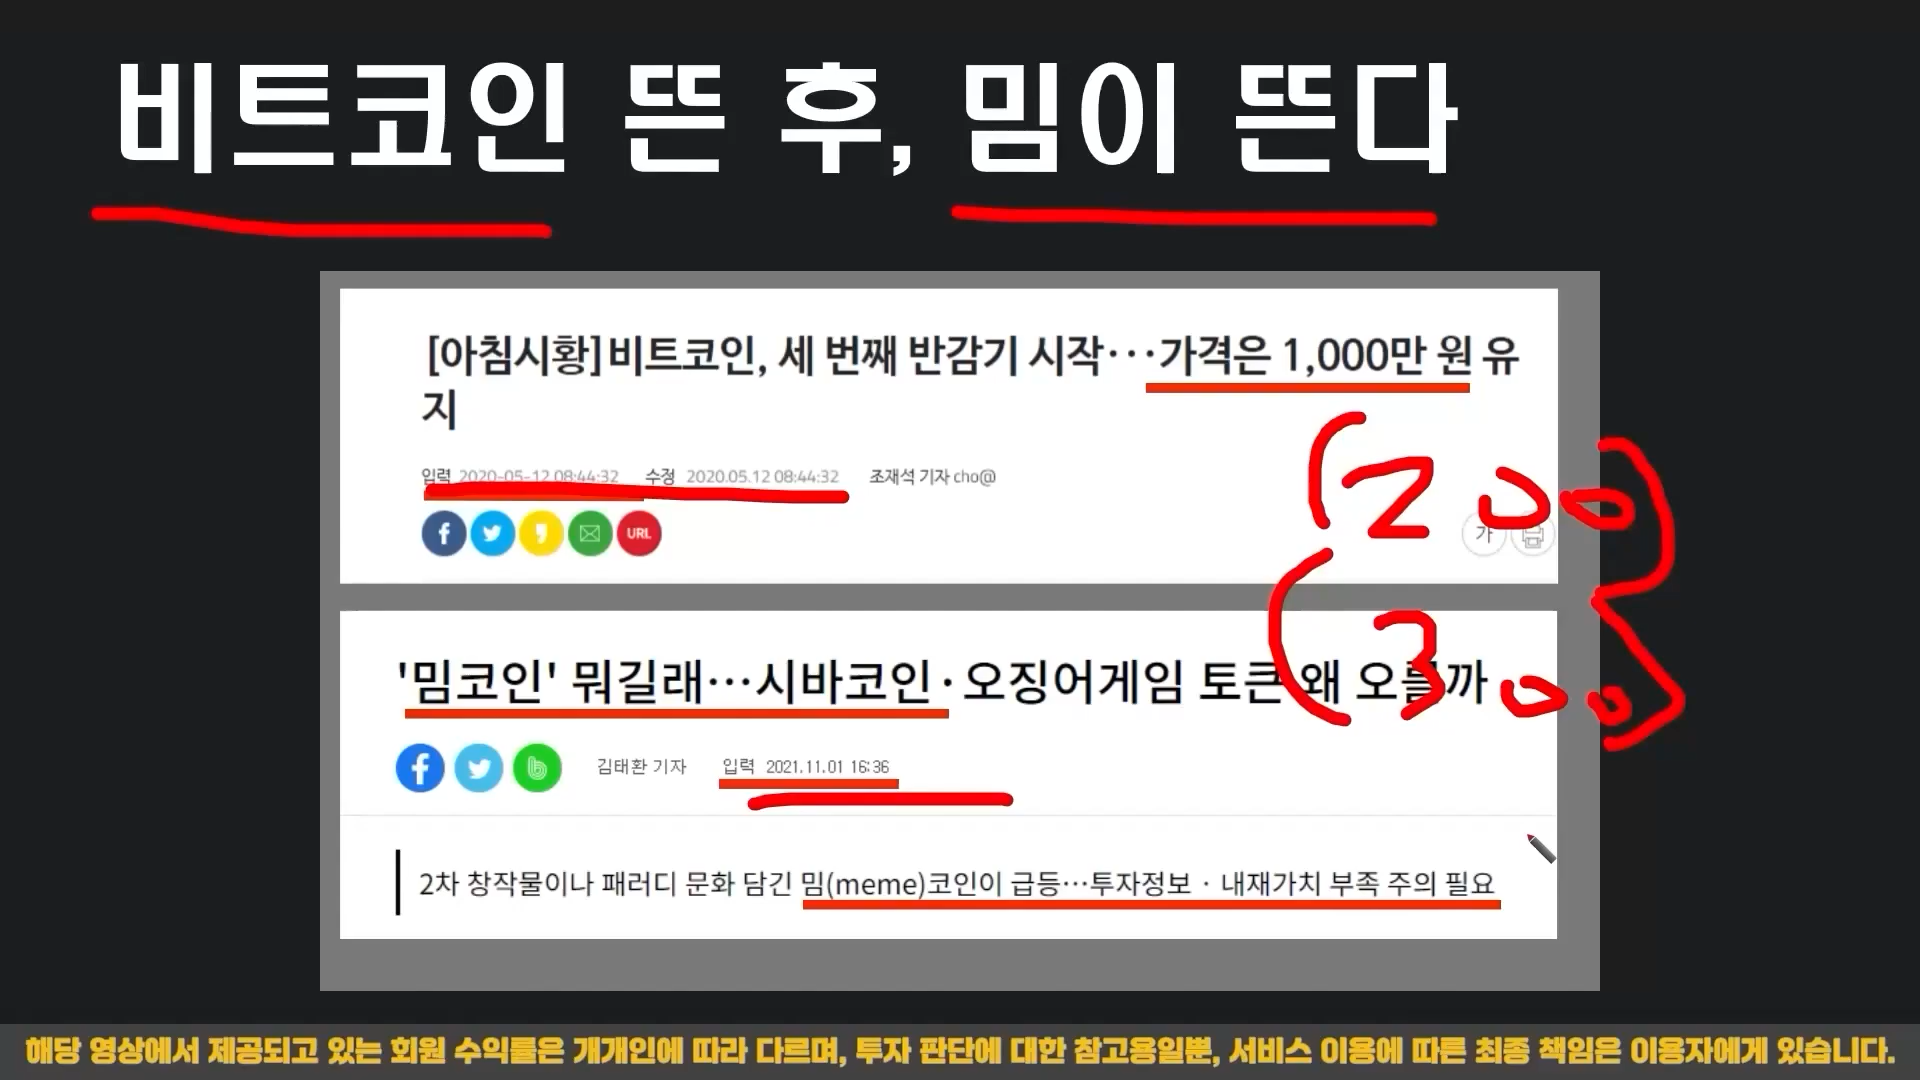 비트코인 뜬 후, 밈이 뜬다
[아침시황]비트코인, 세 번째 반감기 시작···가격은 1,000만 원 유
지
입력 2020-05-12 08:44:32 수정 2020.05.12 08:44:32 조재석 기자 cho@
URL
가
(200)
'밈코인' 뭐길래···시바코인·오징어게임 토큰 왜 오를까
(300)
김태환 기자 입력 2021.11.01 16:36
2차 창작물이나 패러디 문화 담긴 밈(meme)코인이 급등···투자정보·내재가치 부족 주의 필요
해당 영상에서 제공되고 있는 회원 수익률은 개개인에 따라 다르며, 투자 판단에 대한 참고용일뿐, 서비스 이용에 따른 최종 책임은 이용자에게 있습니다.